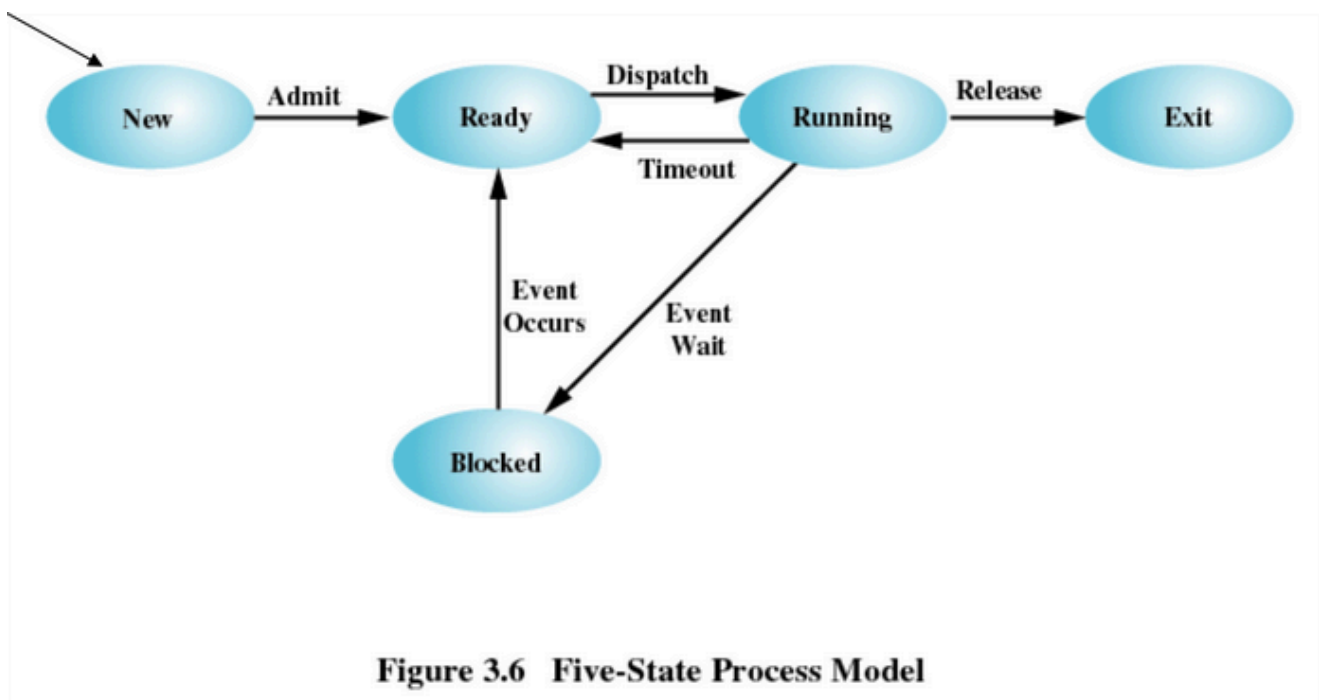 Dispatch
Admit
Release
New
Ready
Running
Exit
Timeout
Event
Occurs
Event
Wait
Blocked
Figure 3.6 Five-State Process Model